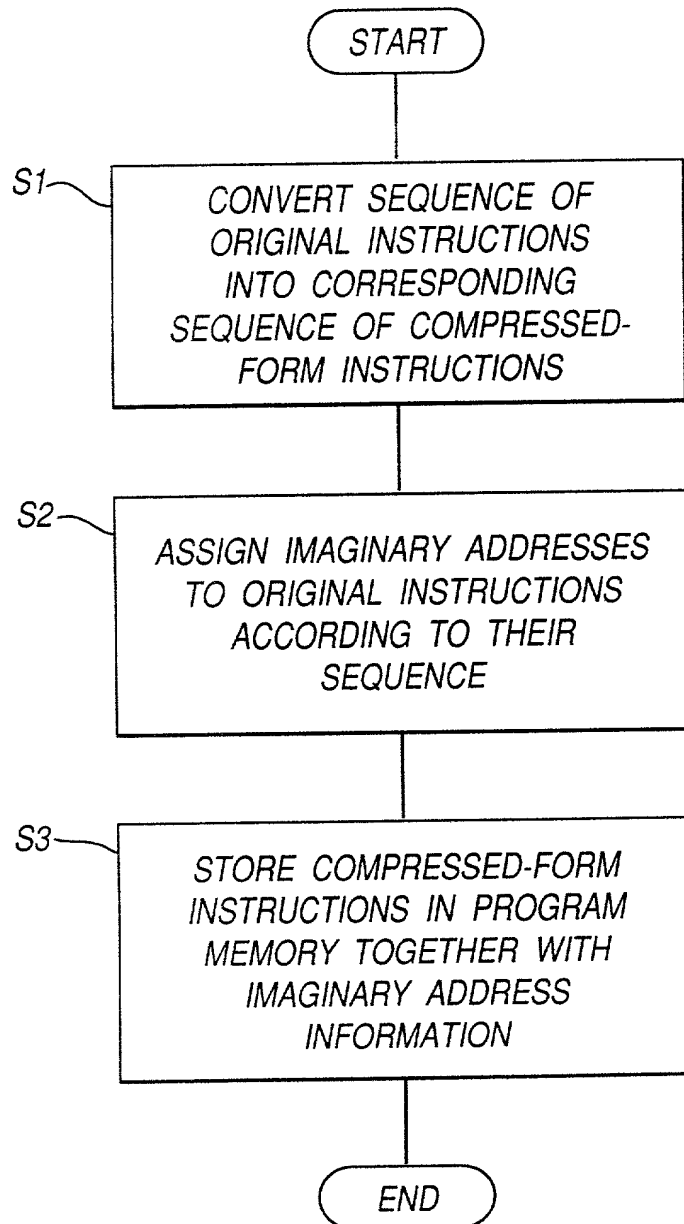 START
S1
CONVERT SEQUENCE OF
ORIGINAL INSTRUCTIONS
INTO CORRESPONDING
SEQUENCE OF COMPRESSED-
FORM INSTRUCTIONS
S2
ASSIGN IMAGINARY ADDRESSES
TO ORIGINAL INSTRUCTIONS
ACCORDING TO THEIR
SEQUENCE
S3
STORE COMPRESSED-FORM
INSTRUCTIONS IN PROGRAM
MEMORY TOGETHER WITH
IMAGINARY ADDRESS
INFORMATION
END